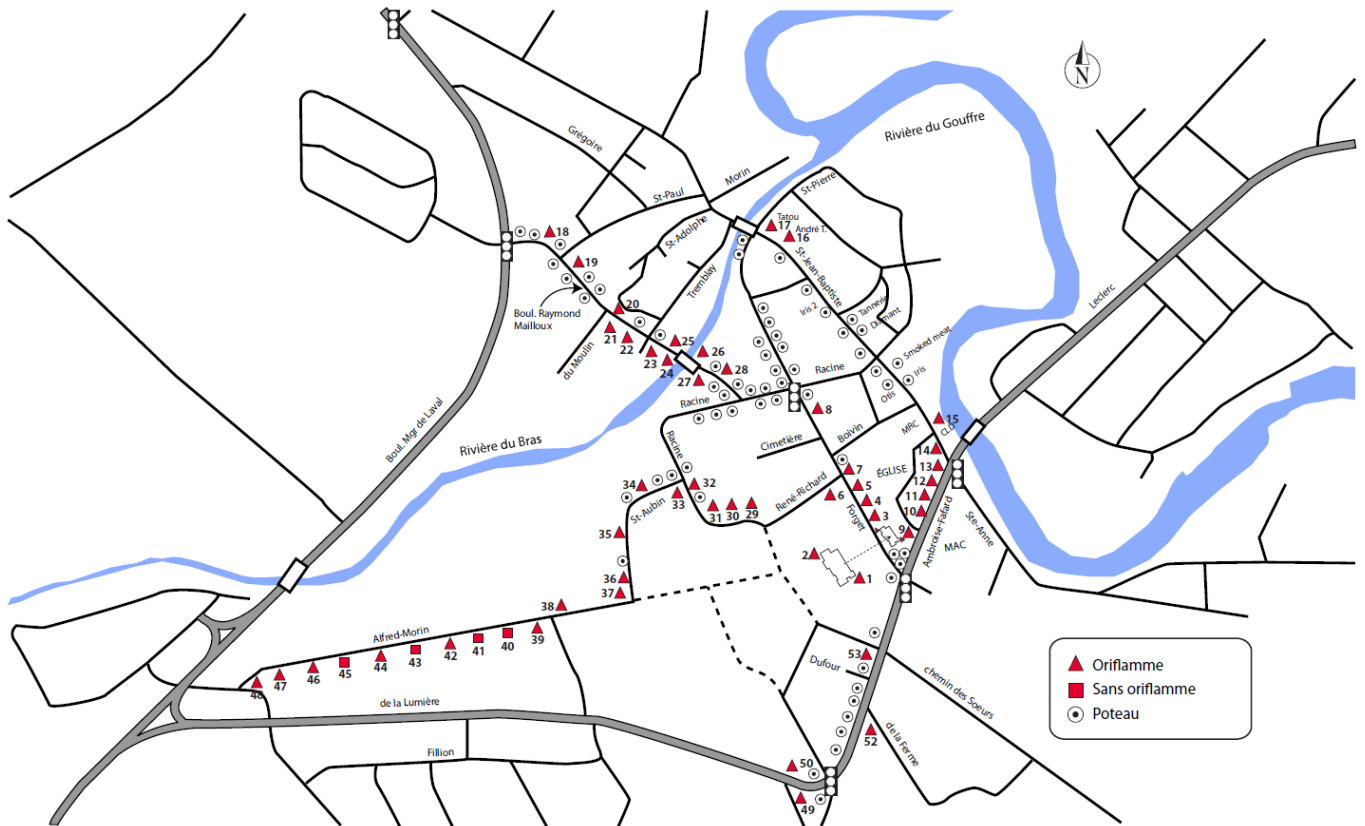 N
Rivière du Gouffre
Grégoire
Morin
St-Pierre
St-Paul
St-Adolphe
Tatou
17
André T.
16
18
19
Tremblay
St-Jean-Baptiste
Leclerc
20
Boul. Raymond
Mailloux
Iris 2
Tannerie
Diamant
21
22
25
26
23
24
du Moulin
28
27
Smoked meat
Racine
Iris
Otis
Racine
8
Boul. Mgr de Laval
Rivière du Bras
Racine
Cimetière
Boivin
MRC
15
CLG
14
ÉGLISE
13
12
11
10
9
7
5
6
4
3
Forget
René-Richard
34
32
33
31
30
29
St-Aubin
35
Ambroise-Fafard
Ste-Anne
MAC
2
1
36
37
38
Alfred-Morin
39
40
41
42
43
44
45
46
47
48
53
Dufour
chemin des Soeurs
de la Lumière
de la Ferme
52
Fillion
50
49
Oriflamme
Sans oriflamme
Poteau